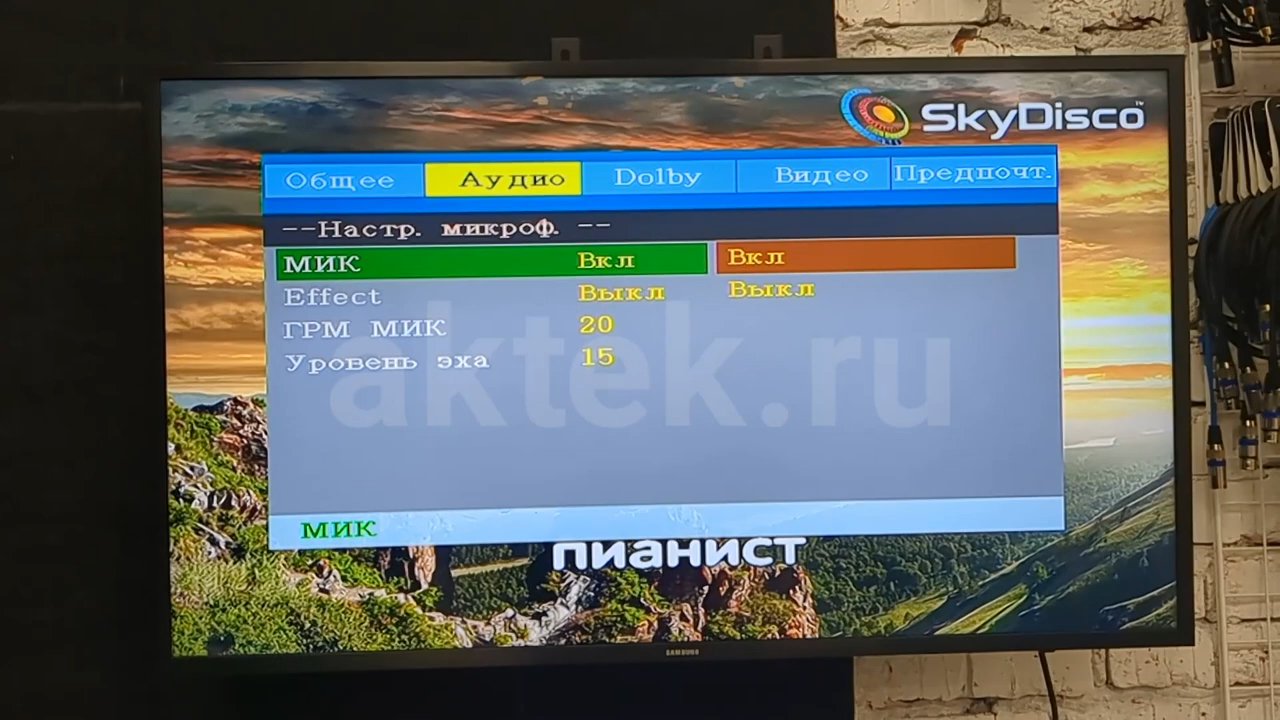 SkyDisco™
Общее Аудио Dolby Видео Предпочт.
--Настр. микроф. --
МИК Вкл Вкл
Effect Выкл Выкл
ГРМ МИК 20
Уровень эха 15
aktek.ru
МИК
ПИАНИСТ
SAMSUNG